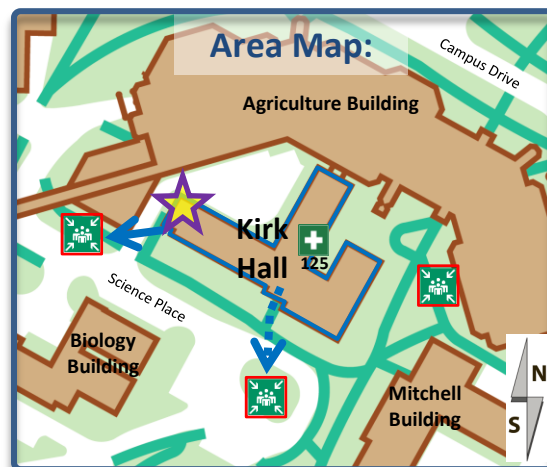 Area Map:
Campus Drive
Agriculture Building
Kirk
Hall
125
Science Place
Biology
Building
Mitchell
Building
N
S